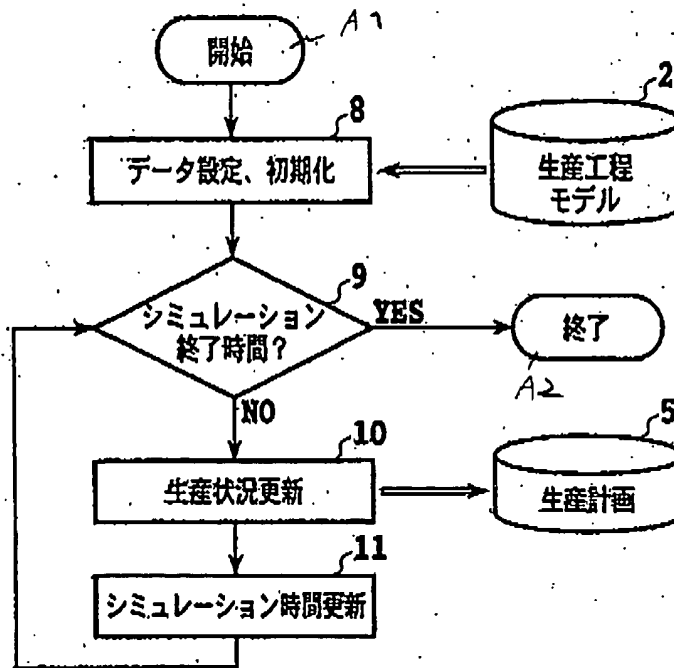 A1
開始
2
8
データ設定、初期化
生産工程
モデル
9
シミュレーション
終了時間？
YES
終了
A2
NO
10
5
生産状況更新
生産計画
11
シミュレーション時間更新